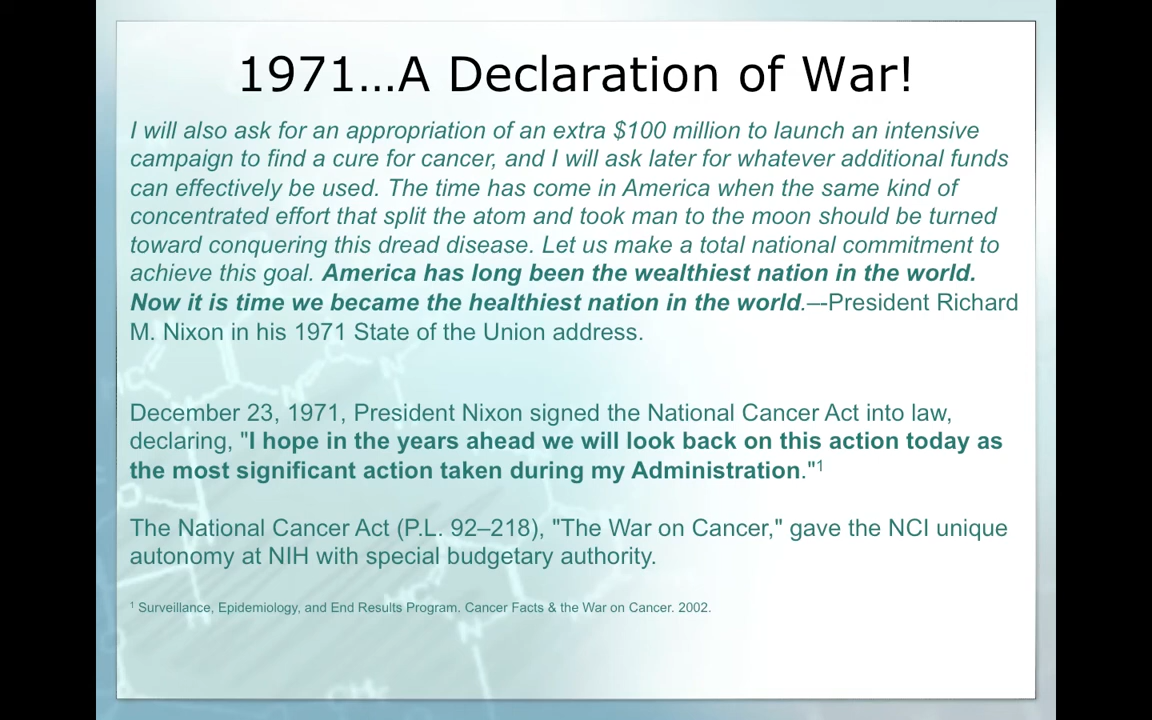 1971...A Declaration of War!
I will also ask for an appropriation of an extra $100 million to launch an intensive
campaign to find a cure for cancer, and I will ask later for whatever additional funds
can effectively be used. The time has come in America when the same kind of
concentrated effort that split the atom and took man to the moon should be turned
toward conquering this dread disease. Let us make a total national commitment to
achieve this goal. America has long been the wealthiest nation in the world.
Now it is time we became the healthiest nation in the world.–-President Richard
M. Nixon in his 1971 State of the Union address.
December 23, 1971, President Nixon signed the National Cancer Act into law,
declaring, "I hope in the years ahead we will look back on this action today as
the most significant action taken during my Administration."1
The National Cancer Act (P.L. 92–218), "The War on Cancer," gave the NCI unique
autonomy at NIH with special budgetary authority.
1 Surveillance, Epidemiology, and End Results Program. Cancer Facts & the War on Cancer. 2002.